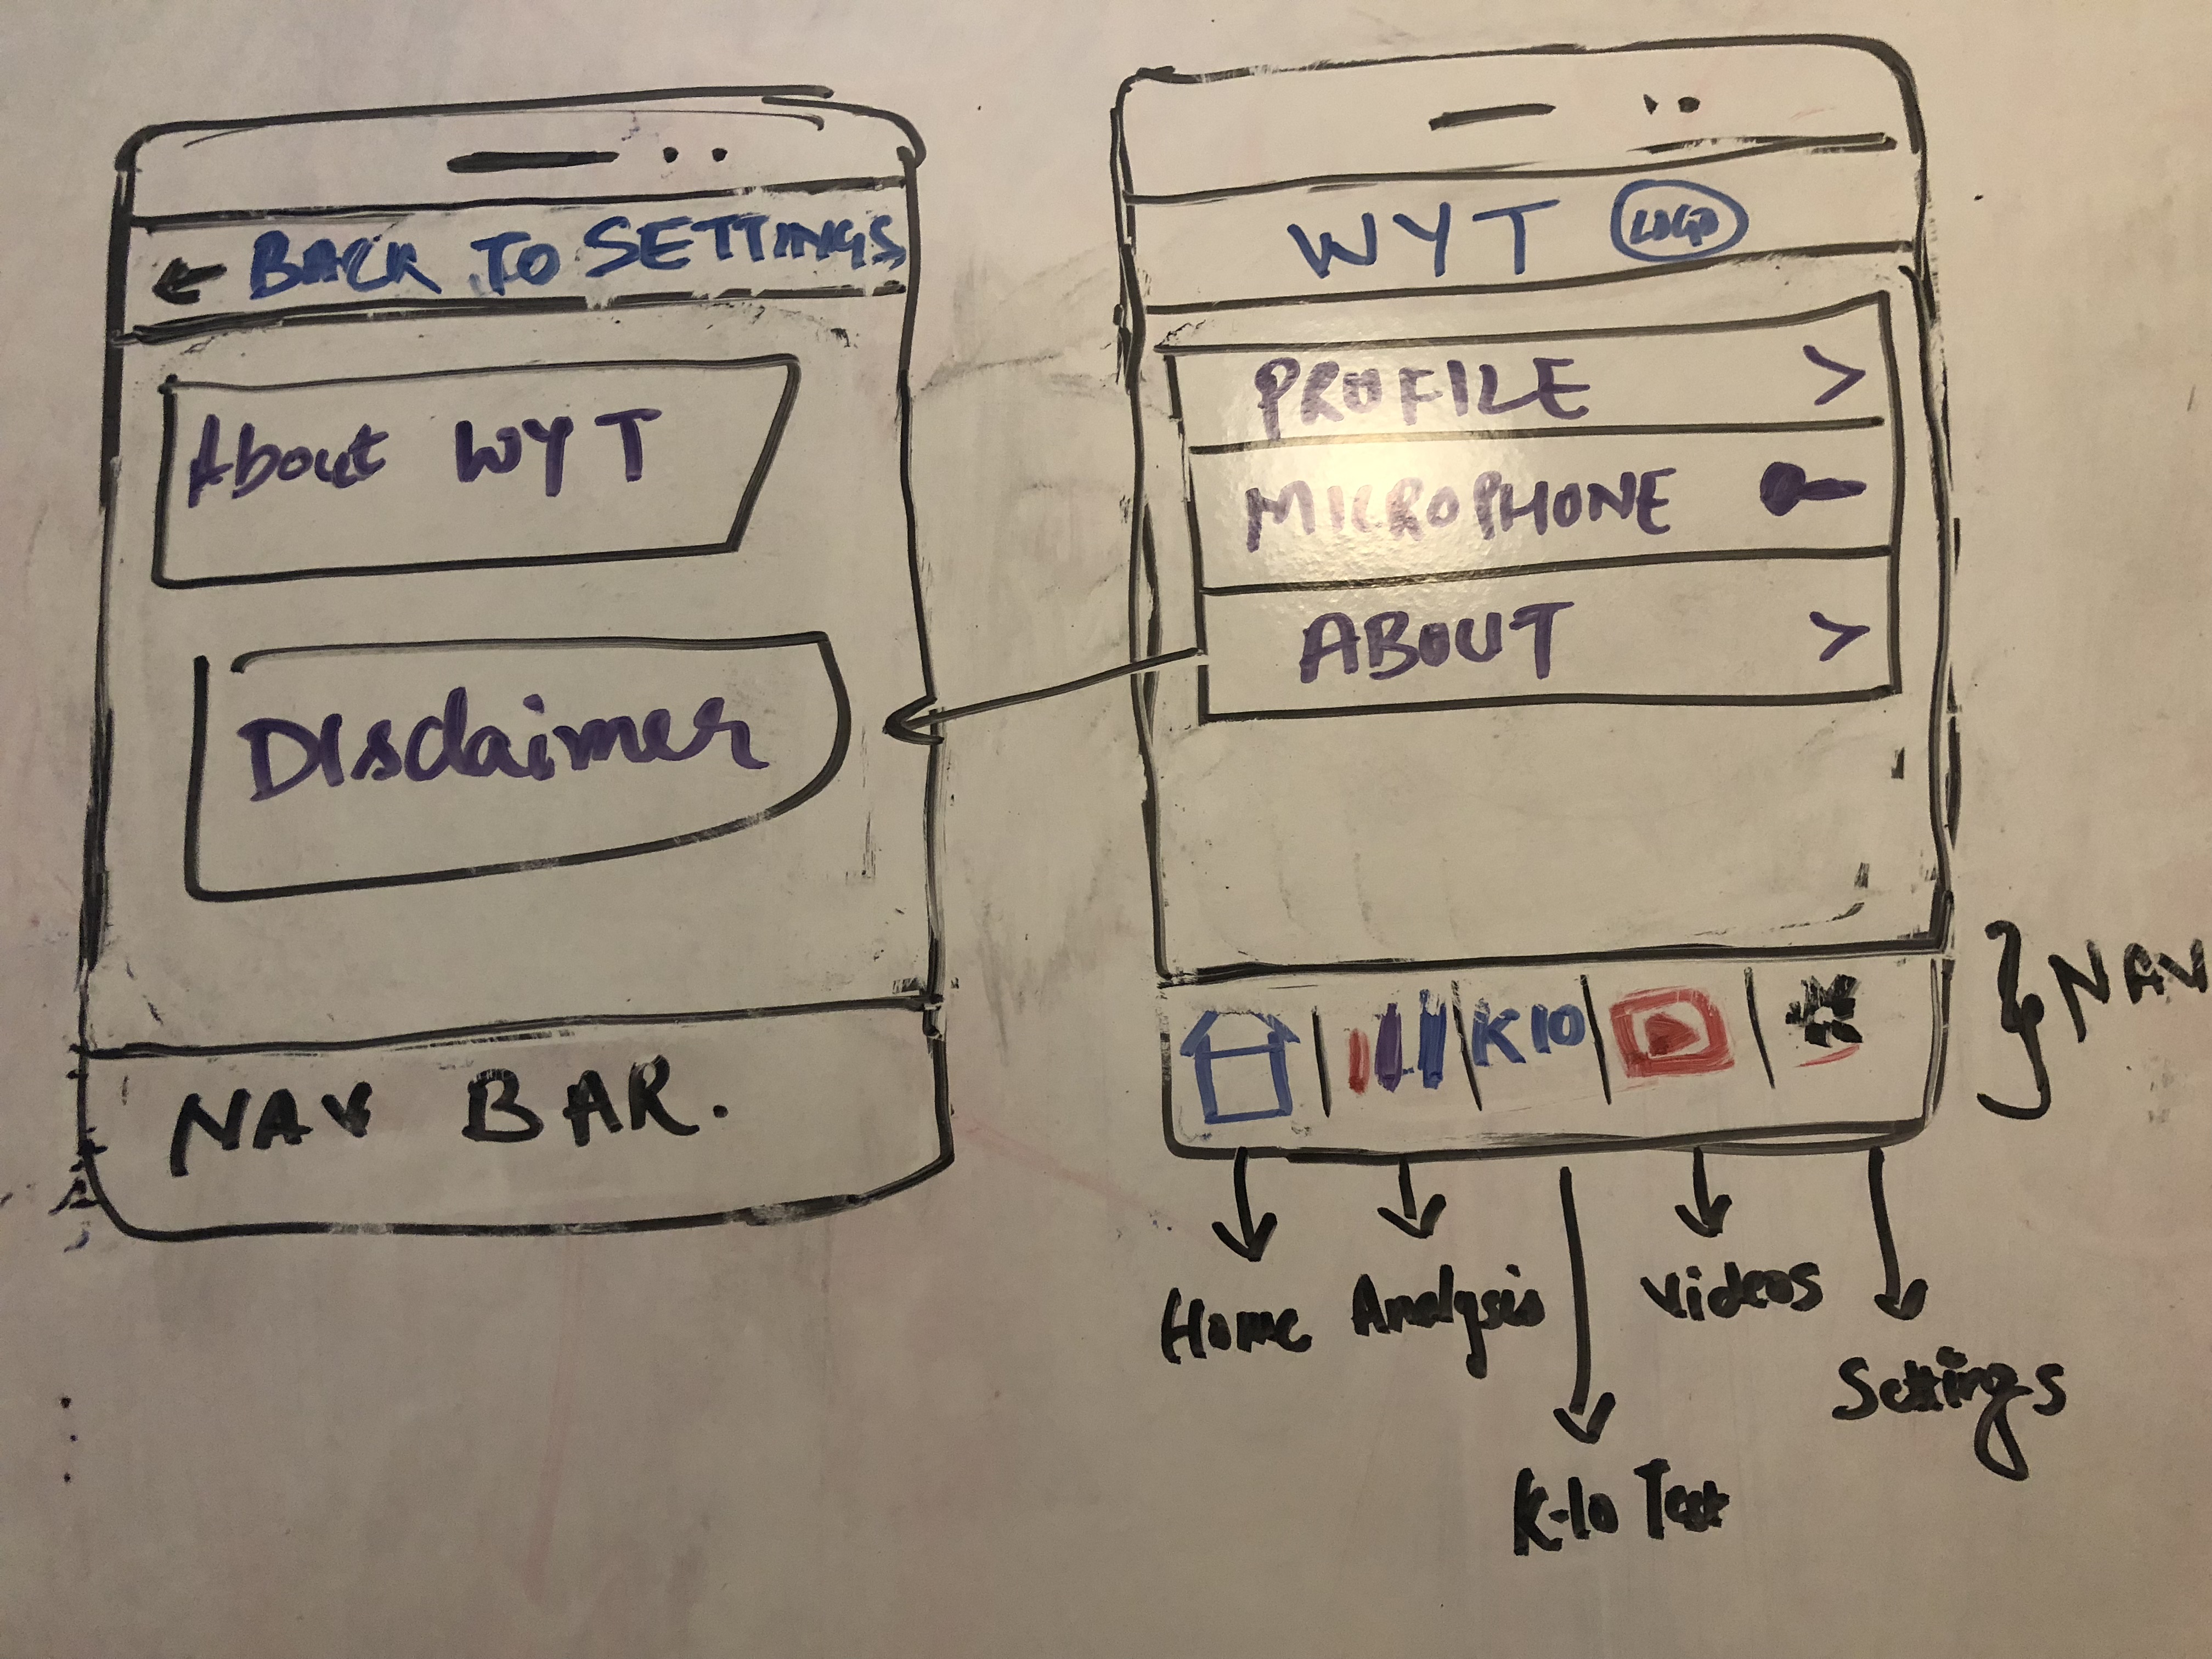 BACK TO SETTINGS
About WYT
Disclaimer
NAV BAR.
WYT LOGO
PROFILE >
MICROPHONE
ABOUT >
K10
NAV
Home Analysis Videos
Settings
K-10 Test